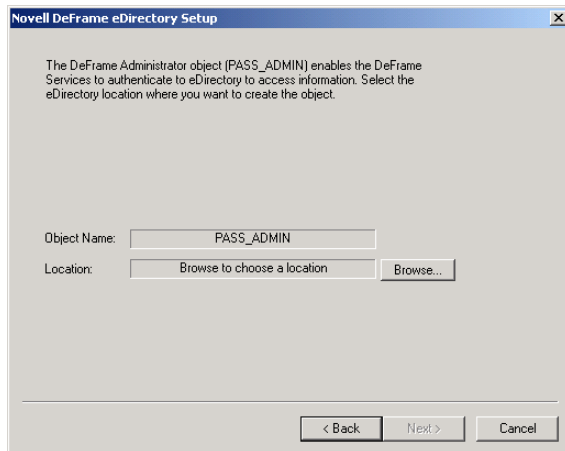 Novell DeFrame eDirectory Setup
The DeFrame Administrator object (PASS_ADMIN) enables the DeFrame
Services to authenticate to eDirectory to access information. Select the
eDirectory location where you want to create the object.
Object Name: PASS_ADMIN
Location: Browse to choose a location Browse...
< Back Next > Cancel